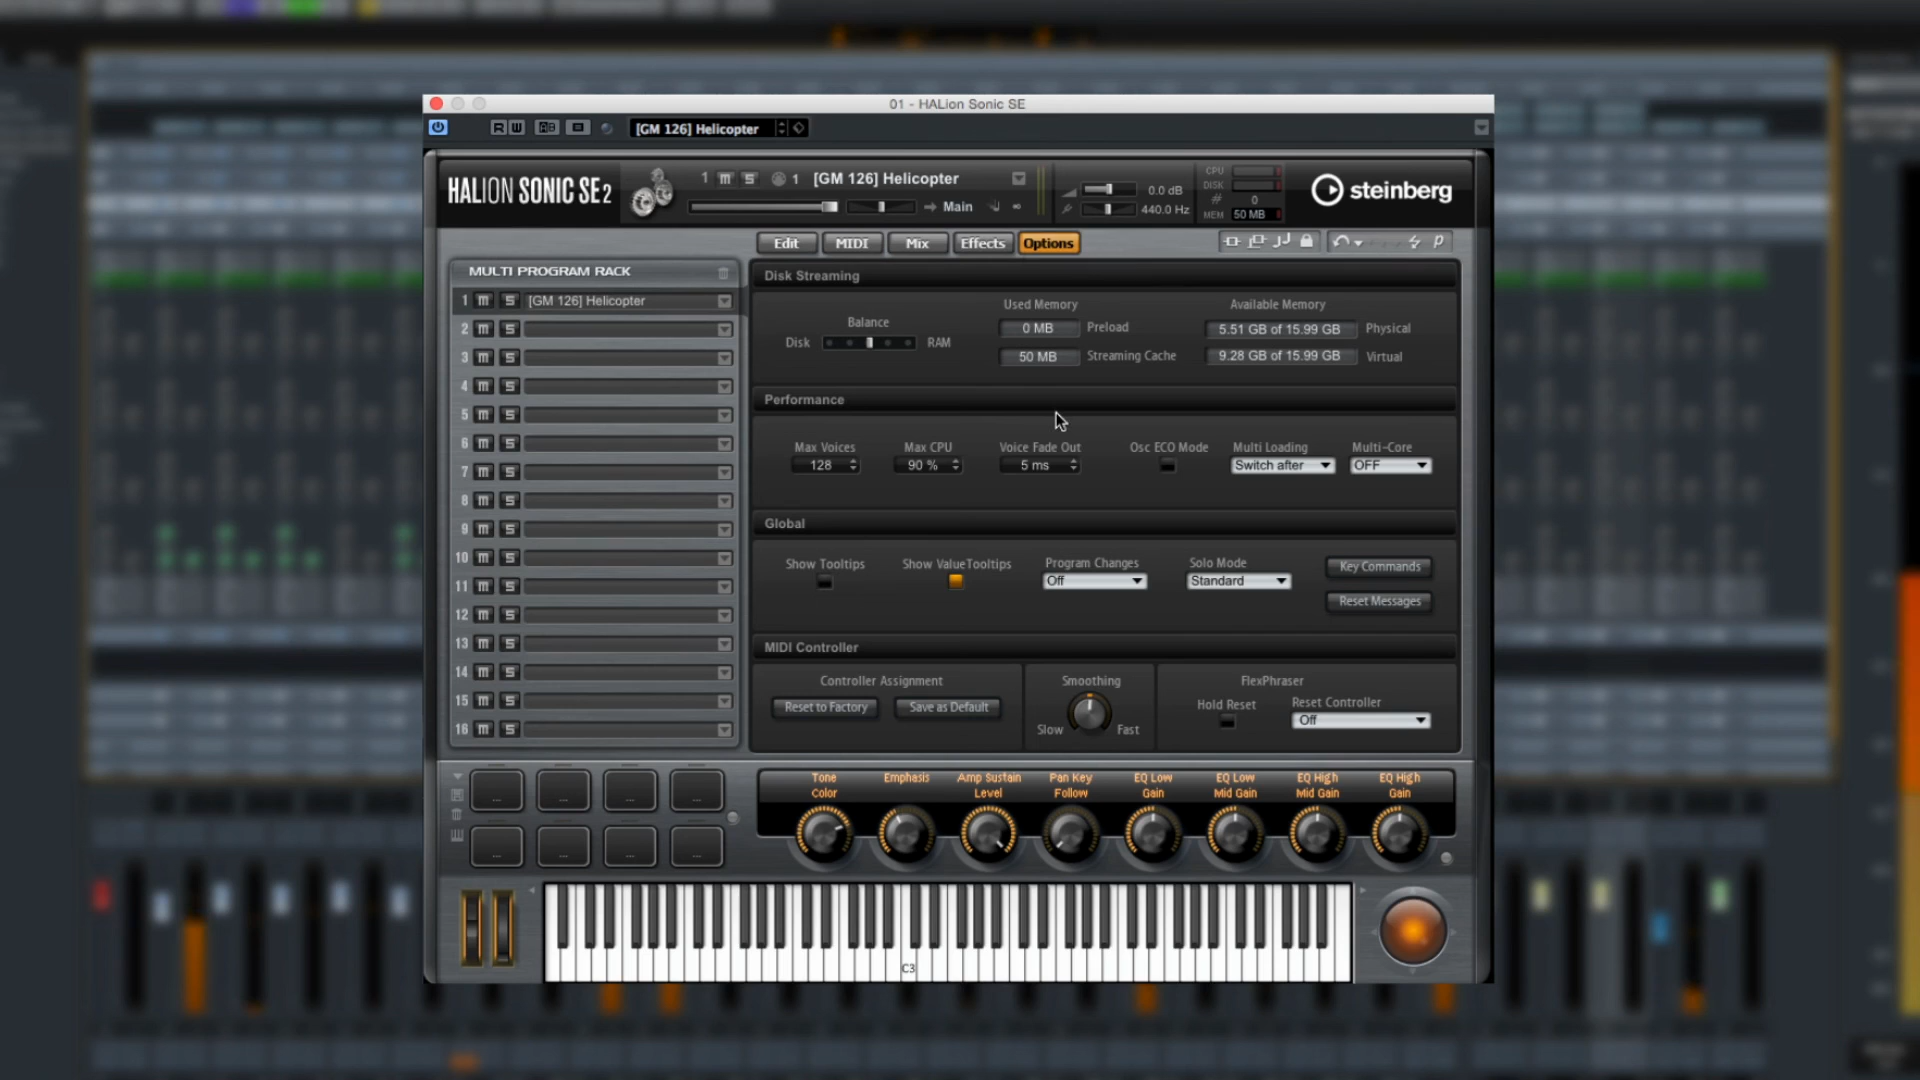 01 - HALion Sonic SE
R W [GM 126] Helicopter
HALION SONIC SE2
1 m S 1 [GM 126] Helicopter
Main
0.0 dB
440.0 Hz
CPU
DISK
# 0
MEM 50 MB
steinberg
Edit MIDI Mix Effects Options
MULTI PROGRAM RACK
1 m S [GM 126] Helicopter
2 m S
3 m S
4 m S
5 m S
6 m S
7 m S
8 m S
9 m S
10 m S
11 m S
12 m S
13 m S
14 m S
15 m S
16 m S
Disk Streaming
Used Memory Available Memory
Balance
Disk RAM
0 MB Preload 5.51 GB of 15.99 GB Physical
50 MB Streaming Cache 9.28 GB of 15.99 GB Virtual
Performance
Max Voices Max CPU Voice Fade Out Osc ECO Mode Multi Loading Multi-Core
128 90 % 5 ms Switch after OFF
Global
Show Tooltips Show ValueTooltips Program Changes Solo Mode Key Commands
Off Standard
Reset Messages
MIDI Controller
Controller Assignment Smoothing FlexPhraser
Reset to Factory Save as Default Hold Reset Reset Controller
Slow Fast Off
Tone Color
Emphasis
Amp Sustain Level
Pan Key Follow
EQ Low Gain
EQ Low Mid Gain
EQ High Mid Gain
EQ High Gain
... ... ... ...
... ... ... ...
C3